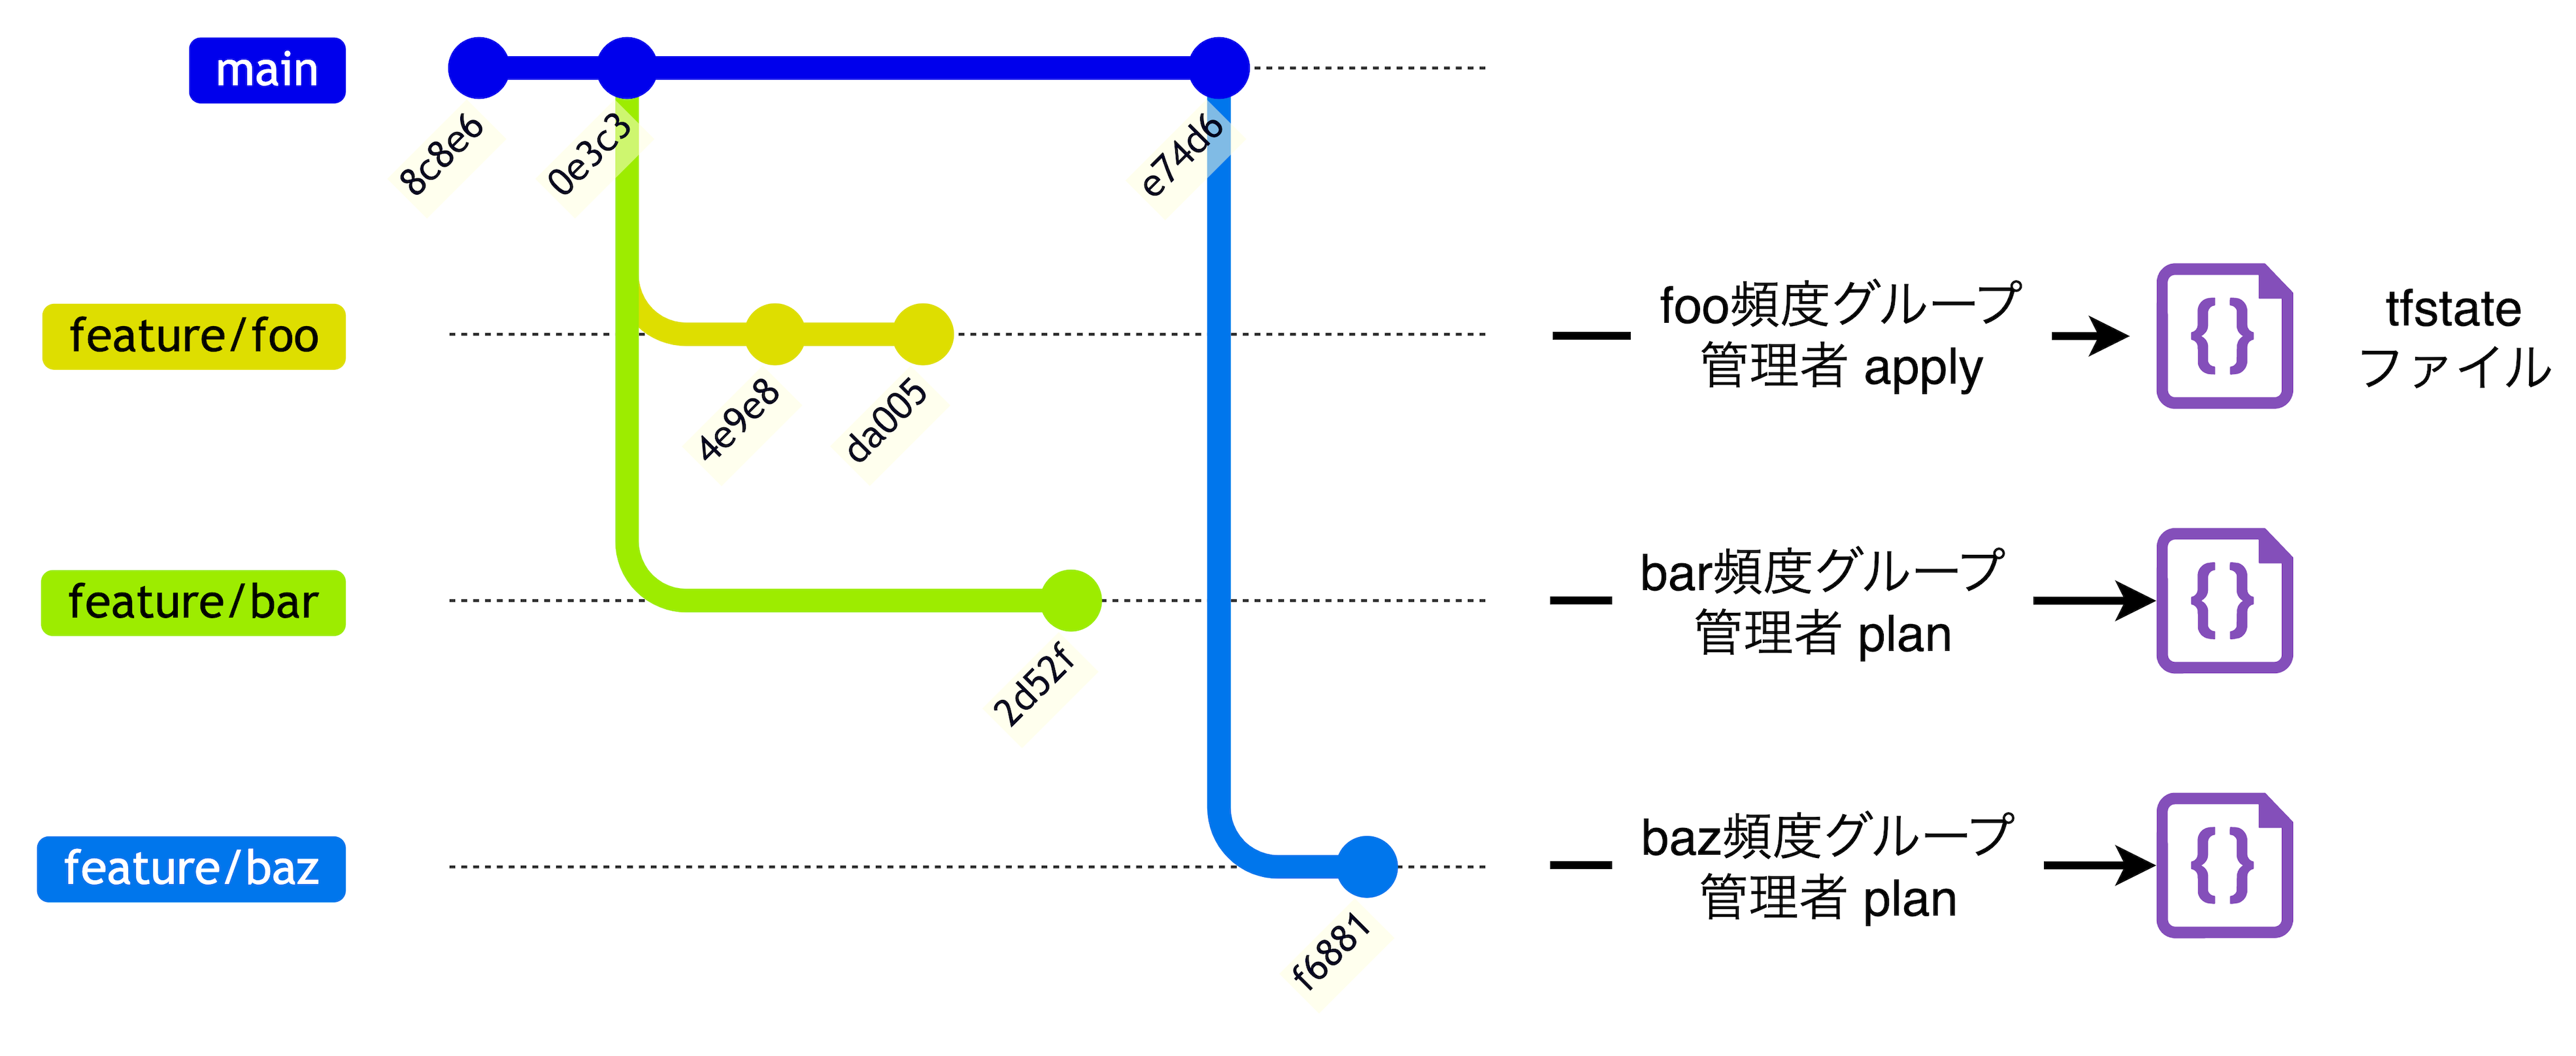 main
8c8e6
0e3c3
e74d6
feature/foo
4e9e8
da005
foo頻度グループ
管理者 apply
tfstate
ファイル
feature/bar
2d52f
bar頻度グループ
管理者 plan
feature/baz
f6881
baz頻度グループ
管理者 plan